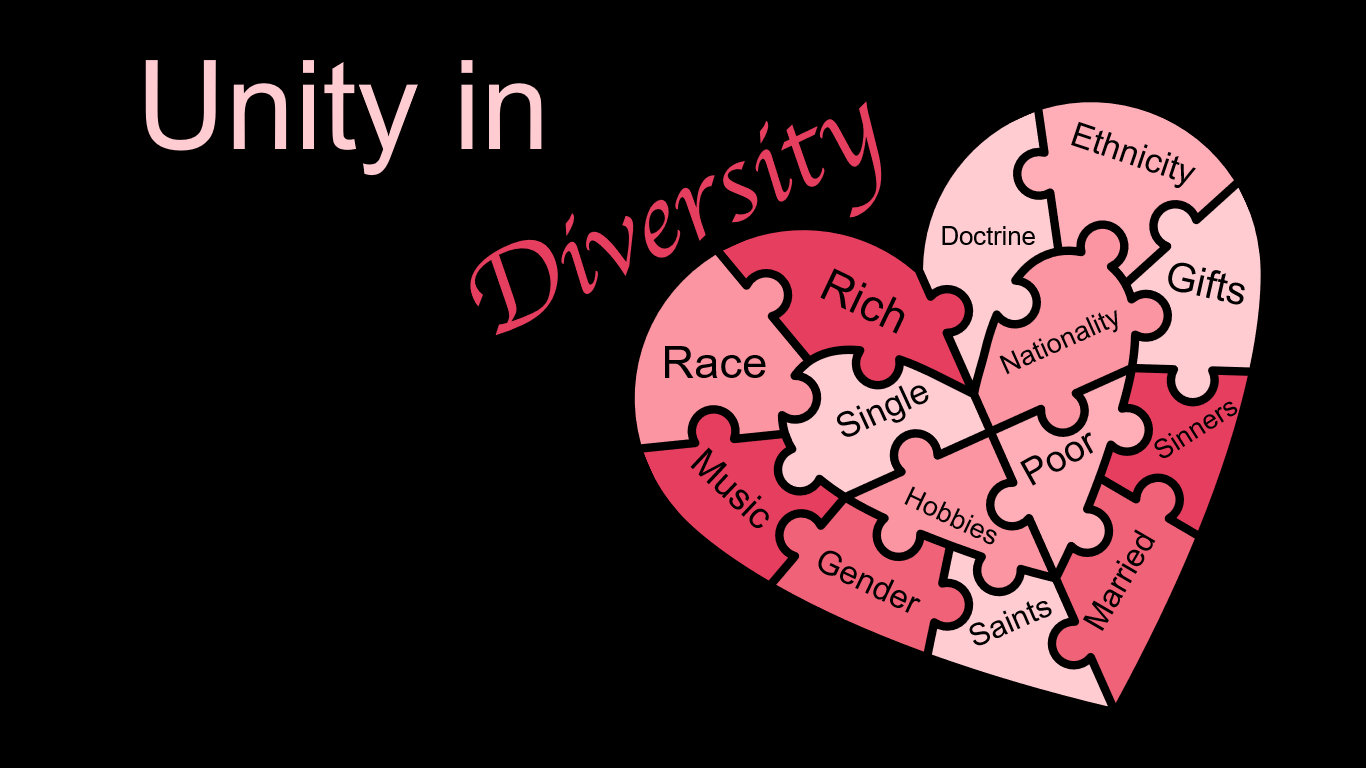 Unity in
Diversity
Ethnicity
Doctrine
Gifts
Rich
Nationality
Race
Single
Sinners
Poor
Music
Hobbies
Gender
Married
Saints